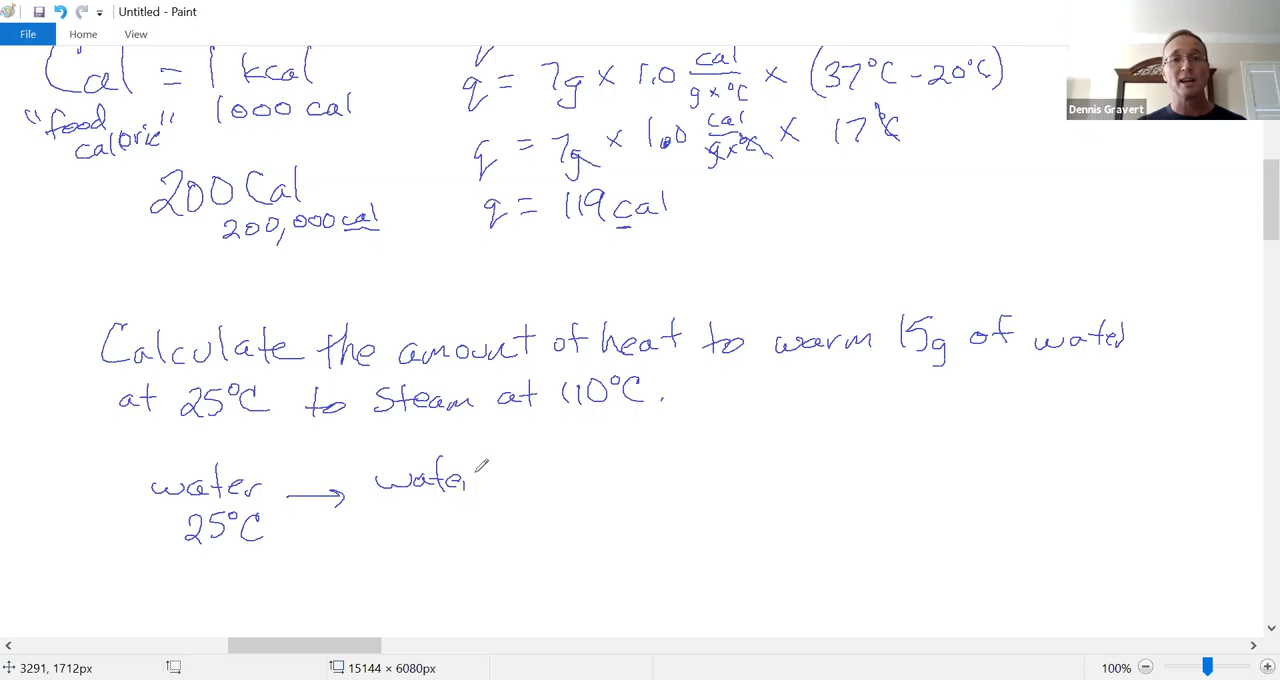 Untitled - Paint
File Home View
Dennis Gravert
Cal = 1 kcal
1000 cal
"food
calorie"
200 Cal
200,000 cal
q = 7g x 1.0 cal/g x °C x (37°C - 20°C)
q = 7g x 1.00 cal/g x °C x 17°C
q = 119 cal
Calculate the amount of heat to warm 15g of water
at 25°C to steam at 110°C.
water → water
25°C
3291, 1712px
15144 × 6080px
100%